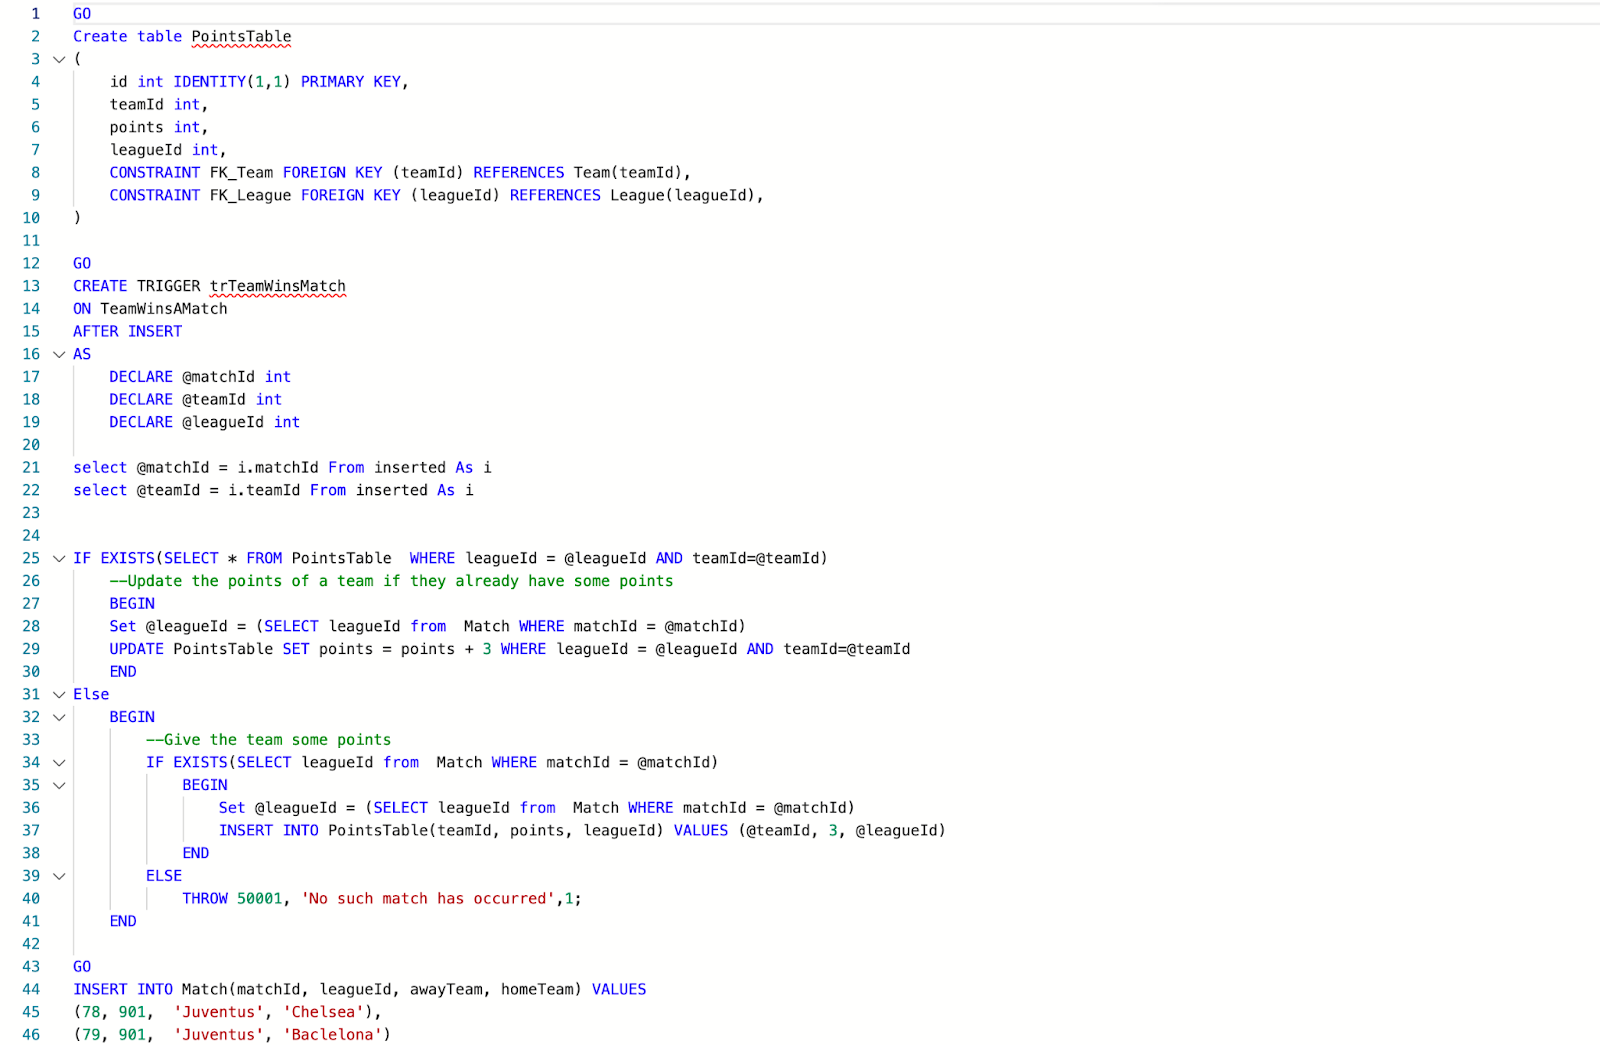 1 GO
2 Create table PointsTable
3 (
4 id int IDENTITY(1,1) PRIMARY KEY,
5 teamId int,
6 points int,
7 leagueId int,
8 CONSTRAINT FK_Team FOREIGN KEY (teamId) REFERENCES Team(teamId),
9 CONSTRAINT FK_League FOREIGN KEY (leagueId) REFERENCES League(leagueId),
10 )
11
12 GO
13 CREATE TRIGGER trTeamWinsMatch
14 ON TeamWinsAMatch
15 AFTER INSERT
16 AS
17 DECLARE @matchId int
18 DECLARE @teamId int
19 DECLARE @leagueId int
20
21 select @matchId = i.matchId From inserted As i
22 select @teamId = i.teamId From inserted As i
23
24
25 IF EXISTS(SELECT * FROM PointsTable  WHERE leagueId = @leagueId AND teamId=@teamId)
26 --Update the points of a team if they already have some points
27 BEGIN
28 Set @leagueId = (SELECT leagueId from  Match WHERE matchId = @matchId)
29 UPDATE PointsTable SET points = points + 3 WHERE leagueId = @leagueId AND teamId=@teamId
30 END
31 Else
32 BEGIN
33 --Give the team some points
34 IF EXISTS(SELECT leagueId from  Match WHERE matchId = @matchId)
35 BEGIN
36 Set @leagueId = (SELECT leagueId from  Match WHERE matchId = @matchId)
37 INSERT INTO PointsTable(teamId, points, leagueId) VALUES (@teamId, 3, @leagueId)
38 END
39 ELSE
40 THROW 50001, 'No such match has occurred',1;
41 END
42
43 GO
44 INSERT INTO Match(matchId, leagueId, awayTeam, homeTeam) VALUES
45 (78, 901,  'Juventus', 'Chelsea'),
46 (79, 901,  'Juventus', 'Baclelona')